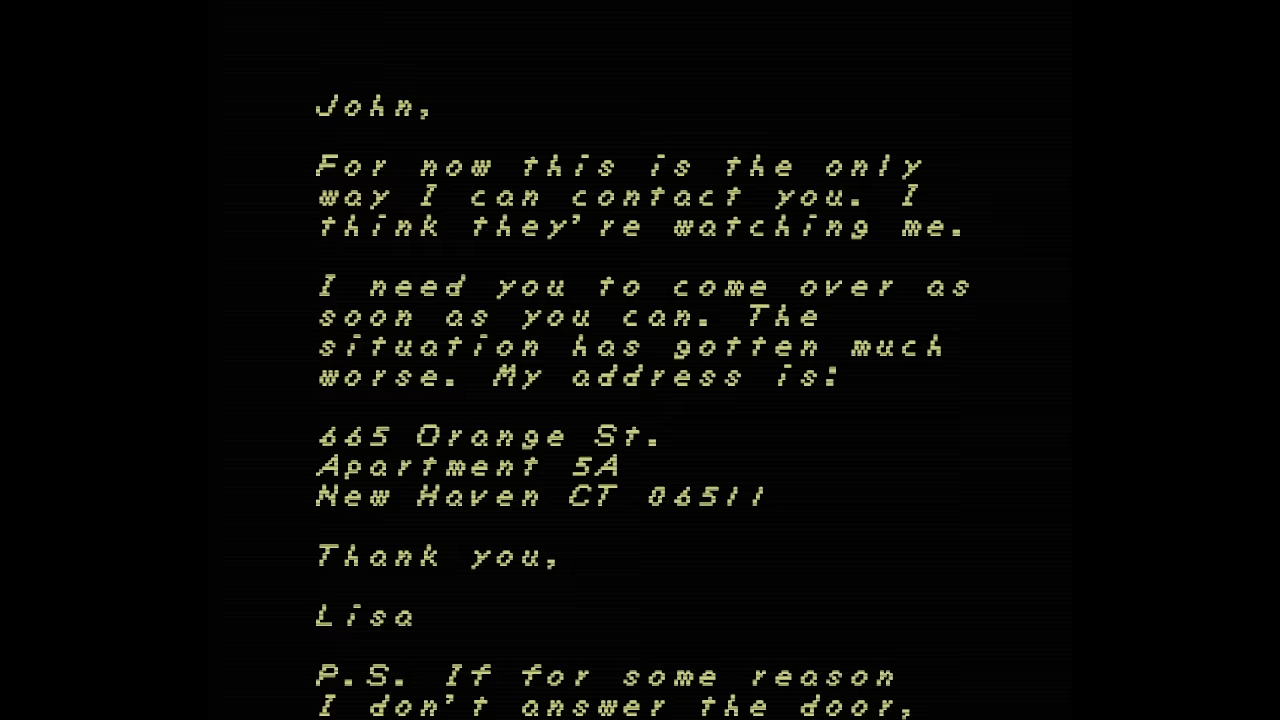 John,
For now this is the only
way I can contact you. I
think they're watching me.
I need you to come over as
soon as you can. The
situation has gotten much
worse. My address is:
665 Orange St.
Apartment 5A
New Haven CT 06511
Thank you,
Lisa
P.S. If for some reason
I don't answer the door,